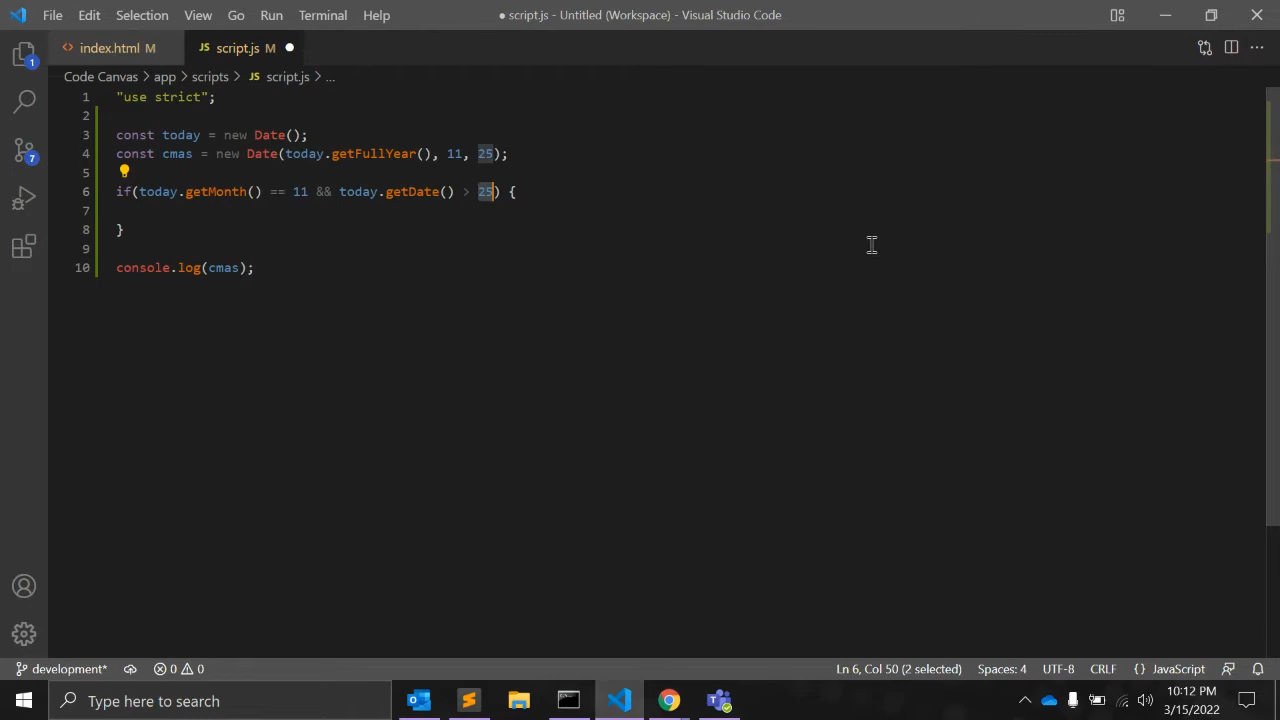 File Edit Selection View Go Run Terminal Help ● script.js - Untitled (Workspace) - Visual Studio Code
<> index.html M JS script.js M ●
Code Canvas > app > scripts > JS script.js > ...
1 "use strict";
2
3 const today = new Date();
4 const cmas = new Date(today.getFullYear(), 11, 25);
5
6 if(today.getMonth() == 11 && today.getDate() > 25) {
7
8 }
9
10 console.log(cmas);
1
7
development* 0 0 Ln 6, Col 50 (2 selected) Spaces: 4 UTF-8 CRLF {} JavaScript
Type here to search
10:12 PM
3/15/2022